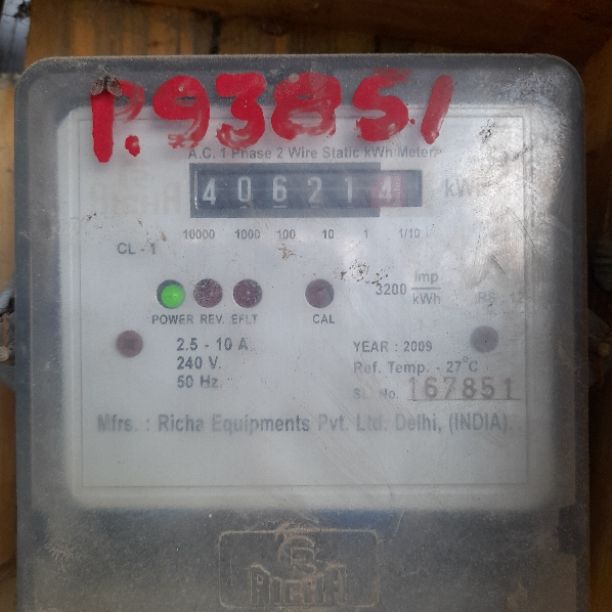 P.93851
A.C. 1 Phase 2 Wire Static kWh Meter
RICHA
406214 kWh
10000 1000 100 10 1 1/10
CL - 1
3200 imp/kWh
POWER REV. EFLT CAL
2.5 - 10 A
240 V.
50 Hz.
YEAR : 2009
Ref. Temp. - 27°C
SL. No. 167851
Mfrs. : Richa Equipments Pvt. Ltd. Delhi, (INDIA).
RICHA